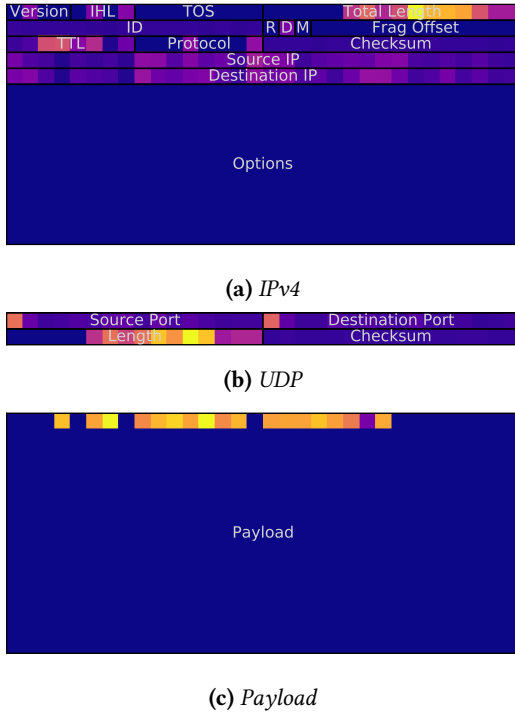 Version IHL TOS Total Length
ID R D M Frag Offset
TTL Protocol Checksum
Source IP
Destination IP
Options
(a) IPv4
Source Port Destination Port
Length Checksum
(b) UDP
Payload
(c) Payload